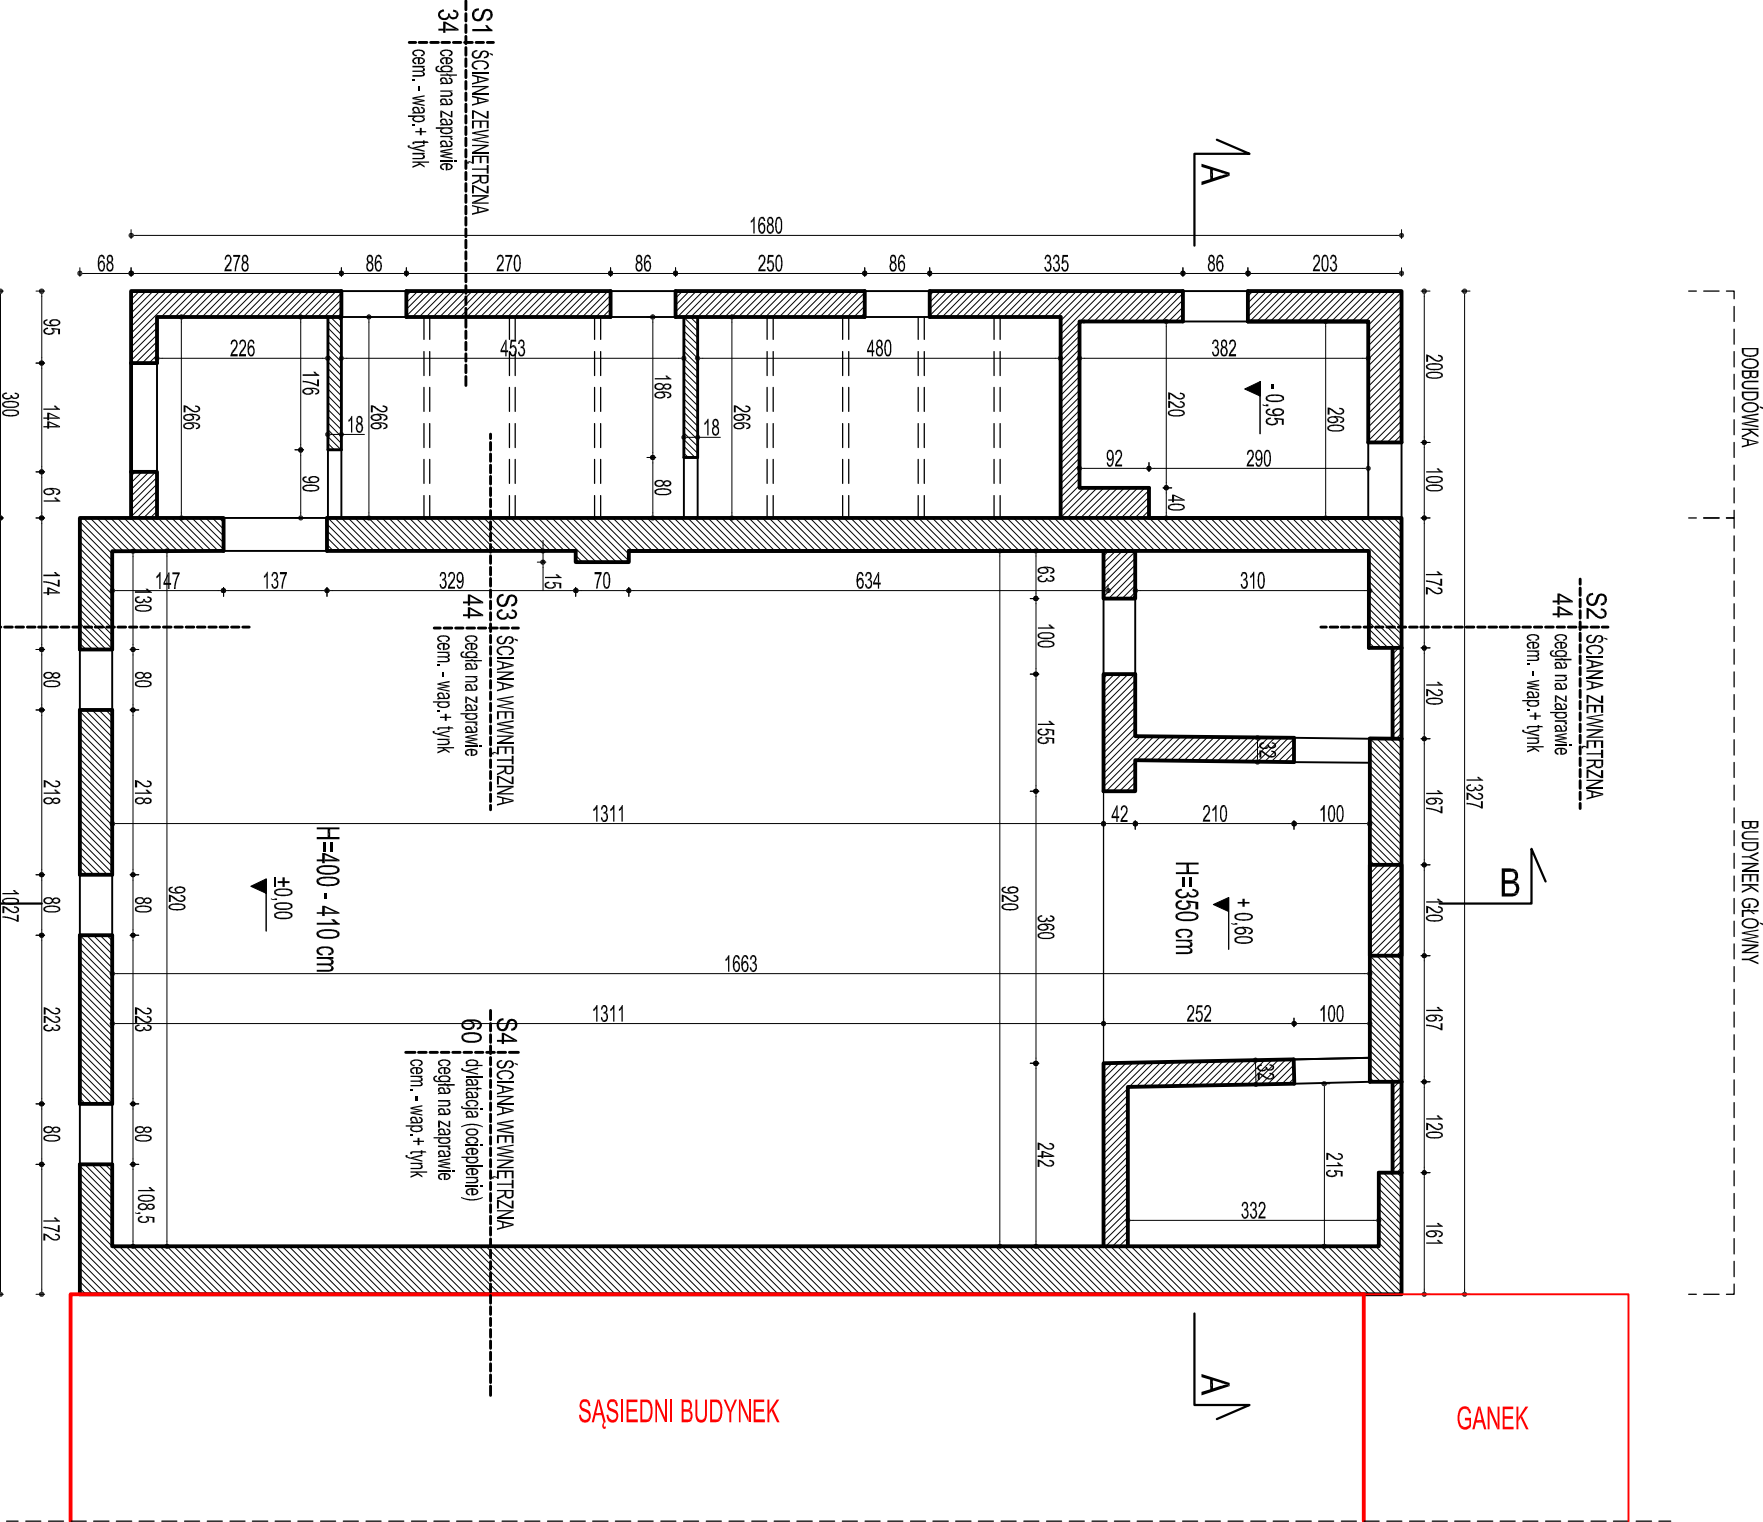 S1 ŚCIANA ZEWNĘTRZNA
34 cegła na zaprawie
cem. - wap.+ tynk
A
1680
68 278 86 270 86 250 86 335 86 203
DOBUDÓWKA
BUDYNEK GŁÓWNY
95 144 61
300
226 453 480 382
176 266 18 90
266 186 18 80
266
220 260
- 0,95
92 290
40
200 100
172 120 167 120 167 120 161
1327
S2 ŚCIANA ZEWNĘTRZNA
44 cegła na zaprawie
cem. - wap.+ tynk
B
147 137 329 15 70 634 63 310
S3 ŚCIANA WEWNĘTRZNA
44 cegła na zaprawie
cem. - wap.+ tynk
174 80 218 80 223 80 172
1027
130 80 218 80 223 80 108,5
920
920
100 155 360 242
32
1311 42 210 100
H=400 - 410 cm
±0,00
H=350 cm
+ 0,60
1663
1311 252 100
32
S4 ŚCIANA WEWNĘTRZNA
60 dylatacja (ocieplenie)
cegła na zaprawie
cem. - wap.+ tynk
215
332
A
SĄSIEDNI BUDYNEK
GANEK